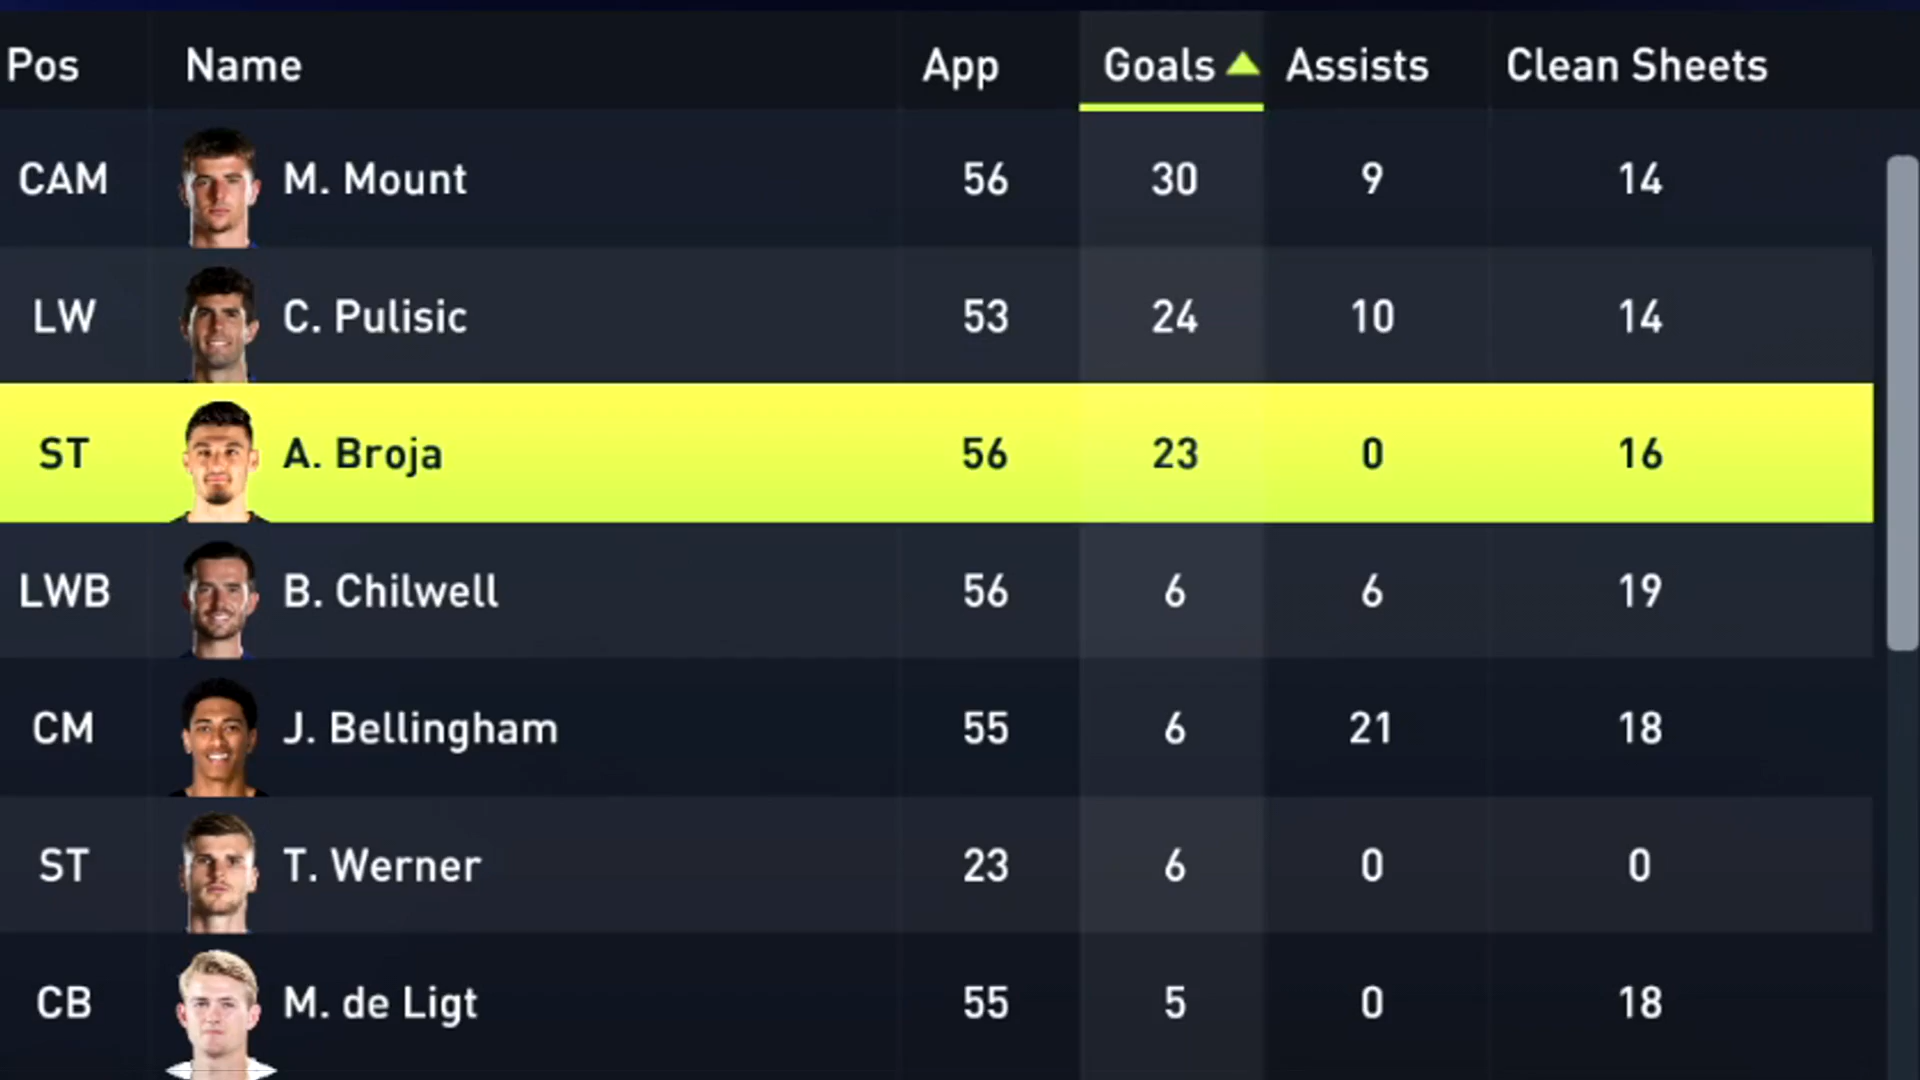 Pos Name App Goals Assists Clean Sheets
CAM M. Mount 56 30 9 14
LW C. Pulisic 53 24 10 14
ST A. Broja 56 23 0 16
LWB B. Chilwell 56 6 6 19
CM J. Bellingham 55 6 21 18
ST T. Werner 23 6 0 0
CB M. de Ligt 55 5 0 18